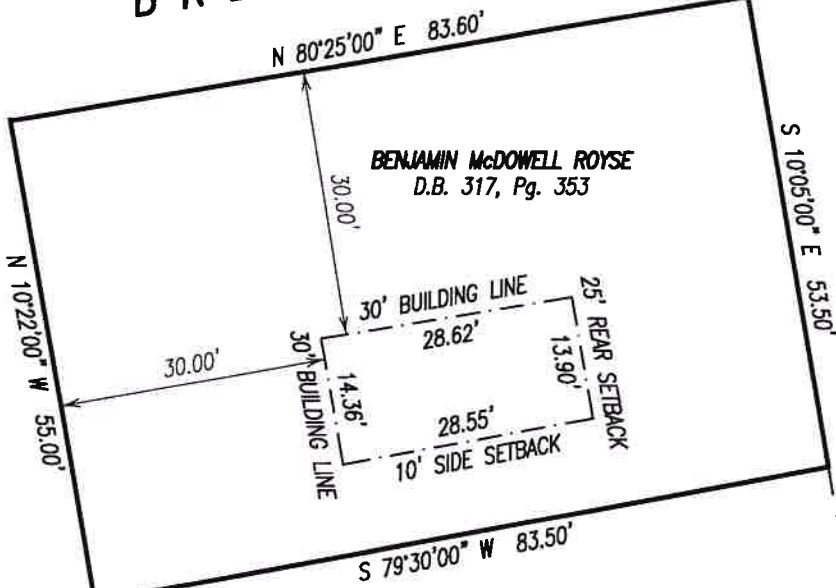 N 80°25'00" E 83.60'
BENJAMIN McDOWELL ROYSE
D.B. 317, Pg. 353
30.00'
S 10°05'00" E 53.50'
N 10°22'00" W 55.00'
30.00'
30' BUILDING LINE
28.62'
25' REAR SETBACK
13.90'
30' BUILDING LINE
14.36'
28.55'
10' SIDE SETBACK
S 79°30'00" W 83.50'